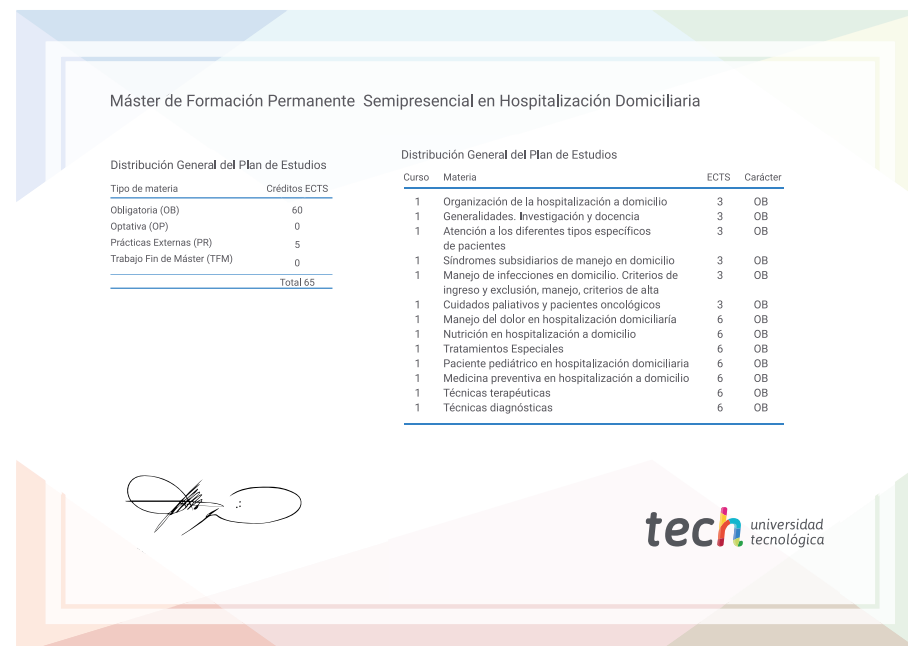 Máster de Formación Permanente Semipresencial en Hospitalización Domiciliaria
Distribución General del Plan de Estudios
Tipo de materia Créditos ECTS
Obligatoria (OB) 60
Optativa (OP) 0
Prácticas Externas (PR) 5
Trabajo Fin de Máster (TFM) 0
Total 65
Distribución General del Plan de Estudios
Curso Materia ECTS Carácter
1 Organización de la hospitalización a domicilio 3 OB
1 Generalidades. Investigación y docencia 3 OB
1 Atención a los diferentes tipos específicos 3 OB
de pacientes
1 Síndromes subsidiarios de manejo en domicilio 3 OB
1 Manejo de infecciones en domicilio. Criterios de 3 OB
ingreso y exclusión, manejo, criterios de alta
1 Cuidados paliativos y pacientes oncológicos 3 OB
1 Manejo del dolor en hospitalización domiciliaría 6 OB
1 Nutrición en hospitalización a domicilio 6 OB
1 Tratamientos Especiales 6 OB
1 Paciente pediátrico en hospitalización domiciliaria 6 OB
1 Medicina preventiva en hospitalización a domicilio 6 OB
1 Técnicas terapéuticas 6 OB
1 Técnicas diagnósticas 6 OB
tech universidad
tecnológica